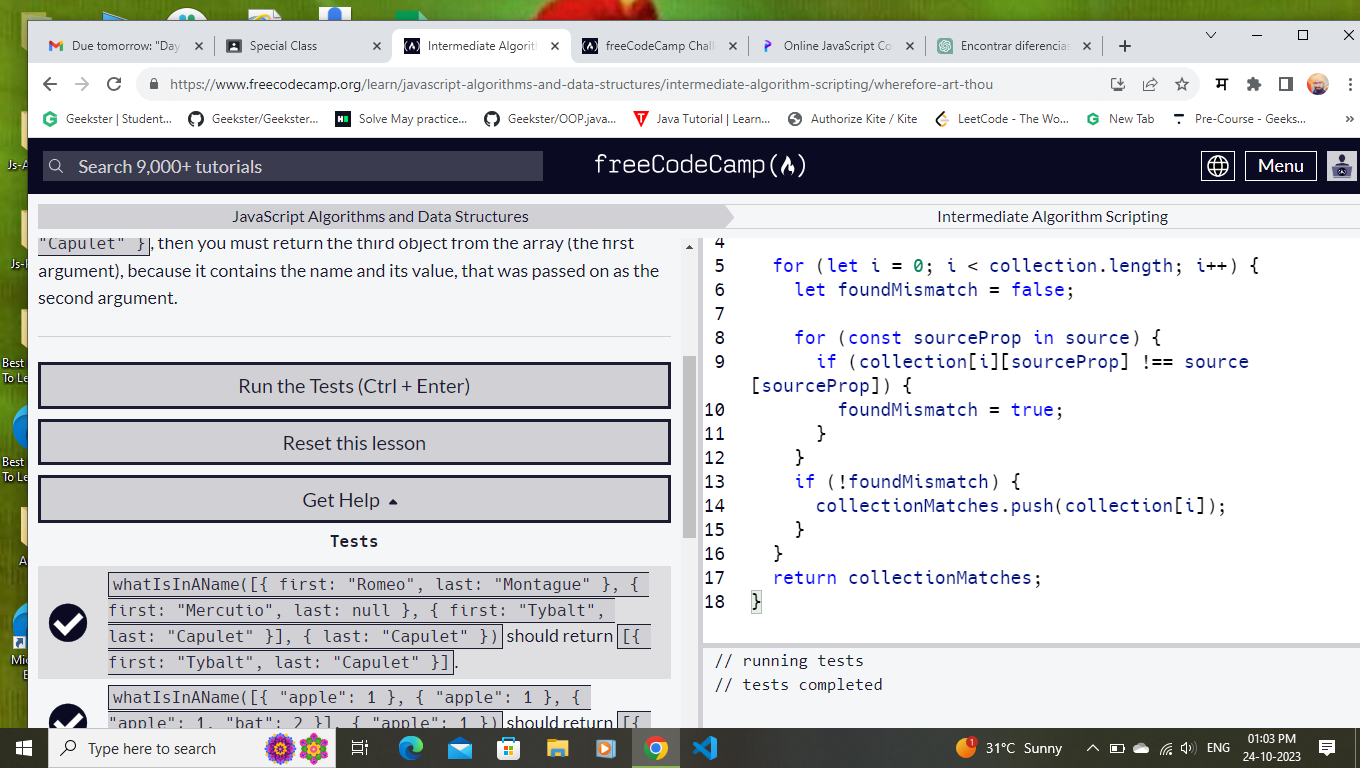 Due tomorrow: "Day
Special Class
Intermediate Algorit
freeCodeCamp Chall
Online JavaScript Co
Encontrar diferencias
https://www.freecodecamp.org/learn/javascript-algorithms-and-data-structures/intermediate-algorithm-scripting/wherefore-art-thou
म
Geekster | Student...
Geekster/Geekster...
Solve May practice...
Geekster/OOP.java...
Java Tutorial | Learn...
Authorize Kite / Kite
LeetCode - The Wo...
New Tab
Pre-Course - Geeks...
»
Search 9,000+ tutorials
freeCodeCamp
Menu
JavaScript Algorithms and Data Structures
Intermediate Algorithm Scripting
"Capulet" }, then you must return the third object from the array (the first
argument), because it contains the name and its value, that was passed on as the
second argument.
Run the Tests (Ctrl + Enter)
Reset this lesson
Get Help
Tests
whatIsInAName([{ first: "Romeo", last: "Montague" }, {
first: "Mercutio", last: null }, { first: "Tybalt",
last: "Capulet" }], { last: "Capulet" }) should return [{
first: "Tybalt", last: "Capulet" }].
whatIsInAName([{ "apple": 1 }, { "apple": 1 }, {
"apple": 1, "bat": 2 }], { "apple": 1 }) should return [{
4
5 for (let i = 0; i < collection.length; i++) {
6 let foundMismatch = false;
7
8 for (const sourceProp in source) {
9 if (collection[i][sourceProp] !== source
[sourceProp]) {
10 foundMismatch = true;
11 }
12 }
13 if (!foundMismatch) {
14 collectionMatches.push(collection[i]);
15 }
16 }
17 return collectionMatches;
18 }
// running tests
// tests completed
Js-A
Js-I
Best
To Le
Best
To Le
A
Mic
E
Type here to search
1
31°C Sunny
ENG
01:03 PM
24-10-2023